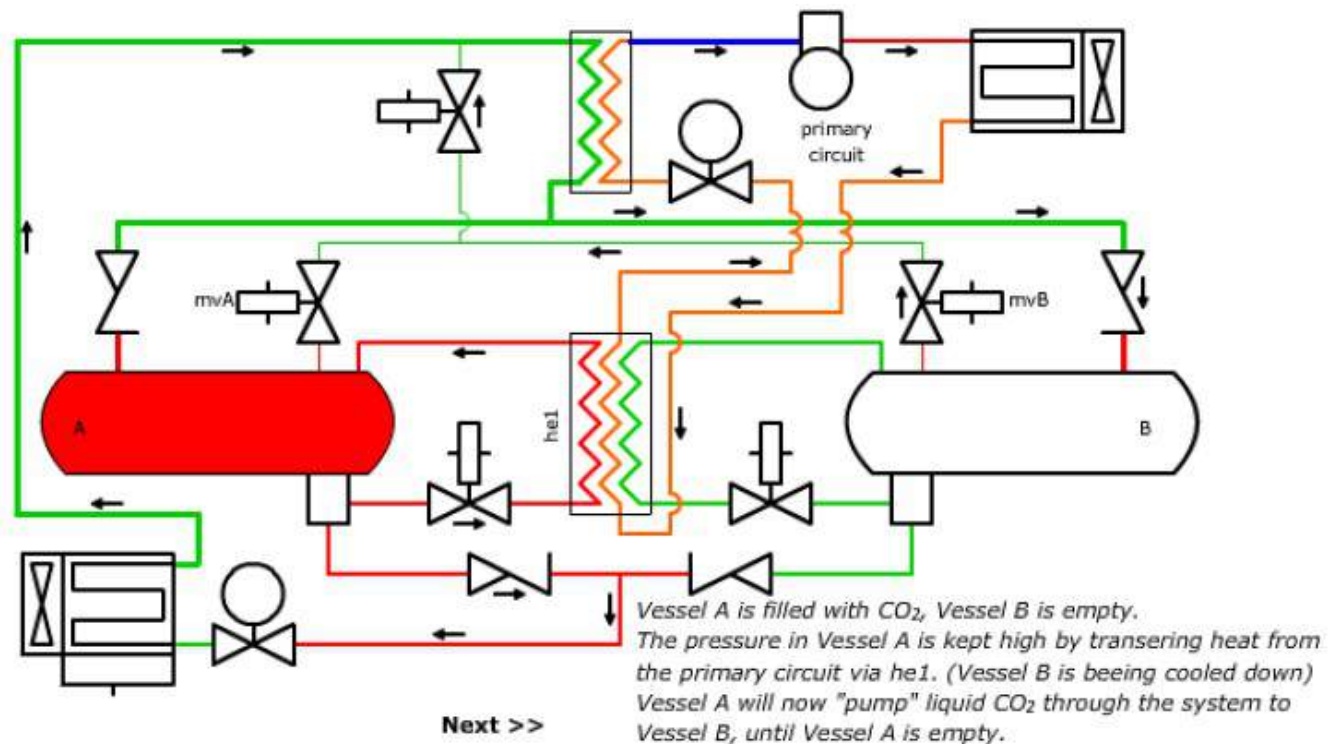 primary
circuit
mvA
mvB
A
he1
B
Vessel A is filled with CO₂, Vessel B is empty.
The pressure in Vessel A is kept high by transering heat from
the primary circuit via he1. (Vessel B is beeing cooled down)
Vessel A will now "pump" liquid CO₂ through the system to
Vessel B, until Vessel A is empty.
Next >>